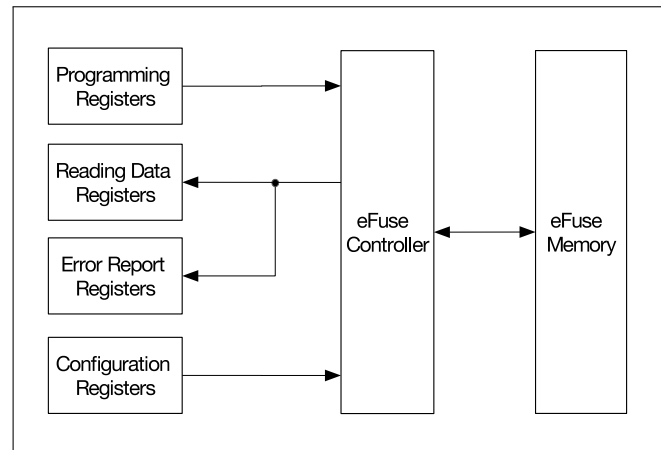 Programming
Registers
Reading Data
Registers
Error Report
Registers
Configuration
Registers
eFuse
Controller
eFuse
Memory